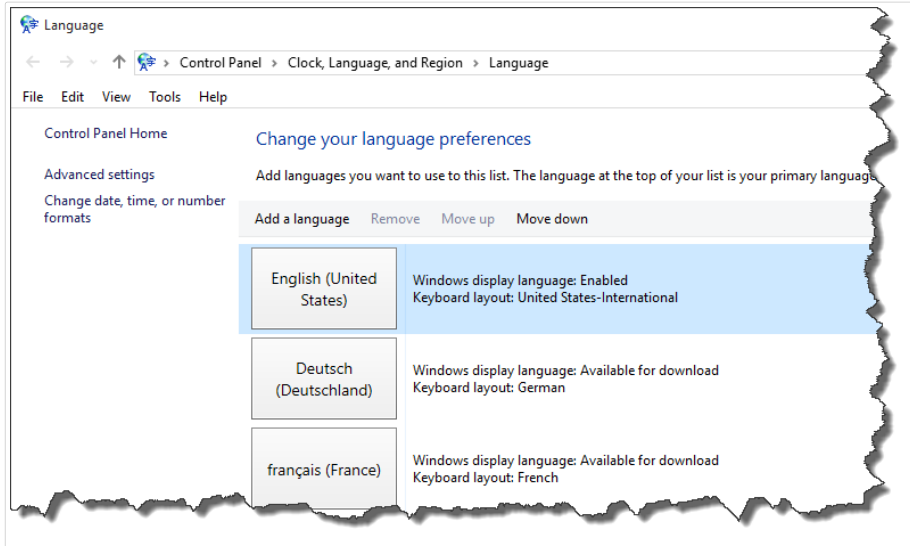 Language
Control Panel > Clock, Language, and Region > Language
File Edit View Tools Help
Control Panel Home
Advanced settings
Change date, time, or number
formats
Change your language preferences
Add languages you want to use to this list. The language at the top of your list is your primary language
Add a language Remove Move up Move down
English (United
States)
Windows display language: Enabled
Keyboard layout: United States-International
Deutsch
(Deutschland)
Windows display language: Available for download
Keyboard layout: German
français (France)
Windows display language: Available for download
Keyboard layout: French